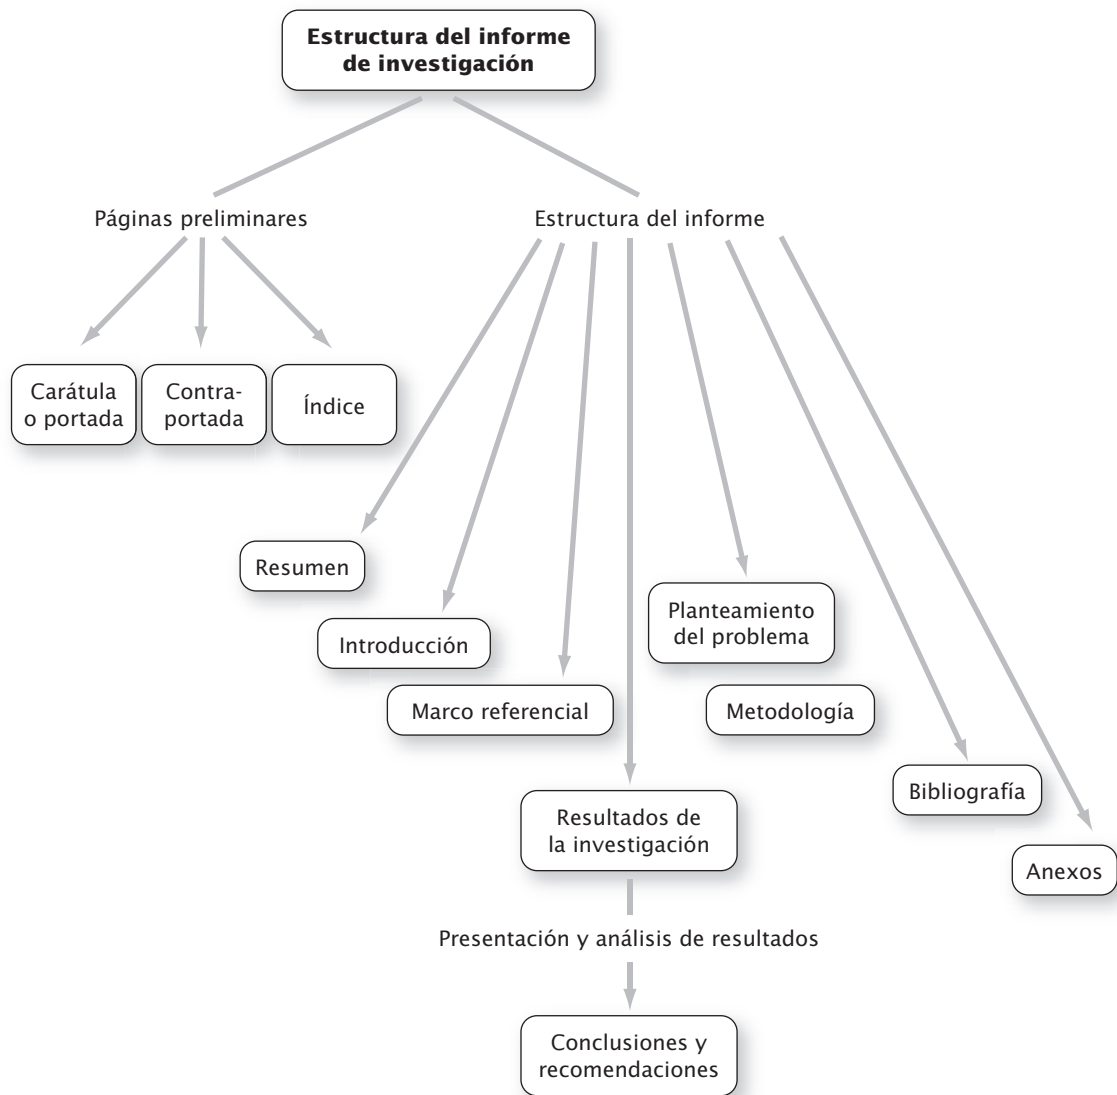 Estructura del informe
de investigación
Páginas preliminares
Estructura del informe
Carátula
o portada
Contra-
portada
Índice
Resumen
Introducción
Marco referencial
Planteamiento
del problema
Metodología
Resultados de
la investigación
Bibliografía
Anexos
Presentación y análisis de resultados
Conclusiones y
recomendaciones